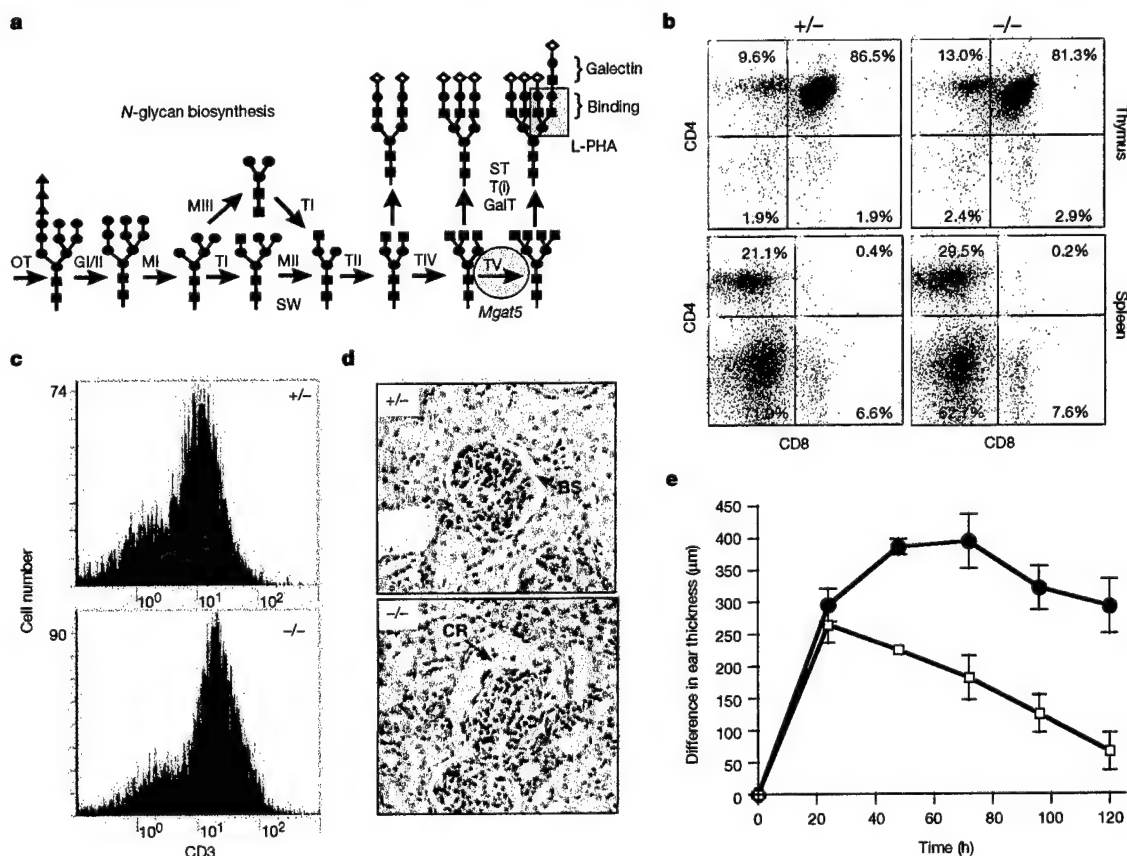 a
N-glycan biosynthesis
Galectin
Binding
L-PHA
ST
T(i)
GalT
MIII
TI
OT
GI/II
MI
TI
MII
TII
TIV
TV
SW
Mgat5
b
+/–
–/–
9.6%
86.5%
13.0%
81.3%
CD4
Thymus
1.9%
1.9%
2.4%
2.9%
21.1%
0.4%
29.5%
0.2%
CD4
Spleen
6.6%
7.6%
CD8
CD8
c
74
+/–
10⁰ 10¹ 10²
Cell number
90
–/–
10⁰ 10¹ 10²
CD3
d
+/–
BS
–/–
CR
e
Difference in ear thickness (µm)
450
400
350
300
250
200
150
100
50
0
0 20 40 60 80 100 120
Time (h)